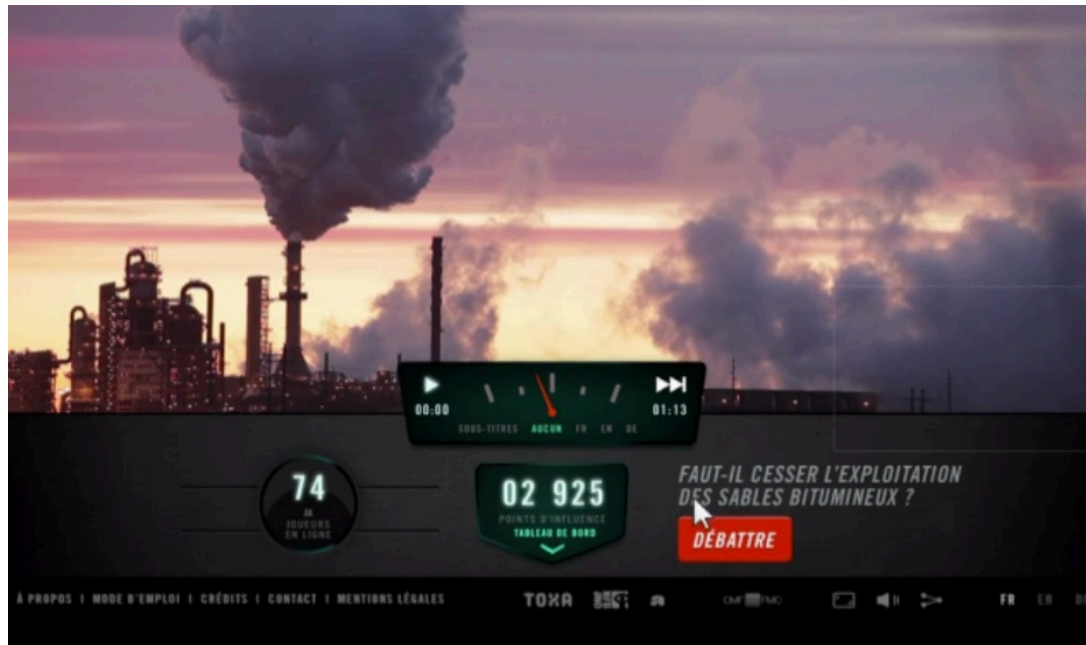 00:00
01:13
SOUS-TITRES AUCUN FR EN DE
74
JOUEURS
EN LIGNE
02 925
POINTS D'INFLUENCE
TABLEAU DE BORD
FAUT-IL CESSER L'EXPLOITATION
DES SABLES BITUMINEUX ?
DÉBATTRE
À PROPOS | MODE D'EMPLOI | CRÉDITS | CONTACT | MENTIONS LÉGALES
TOXA
FR EN